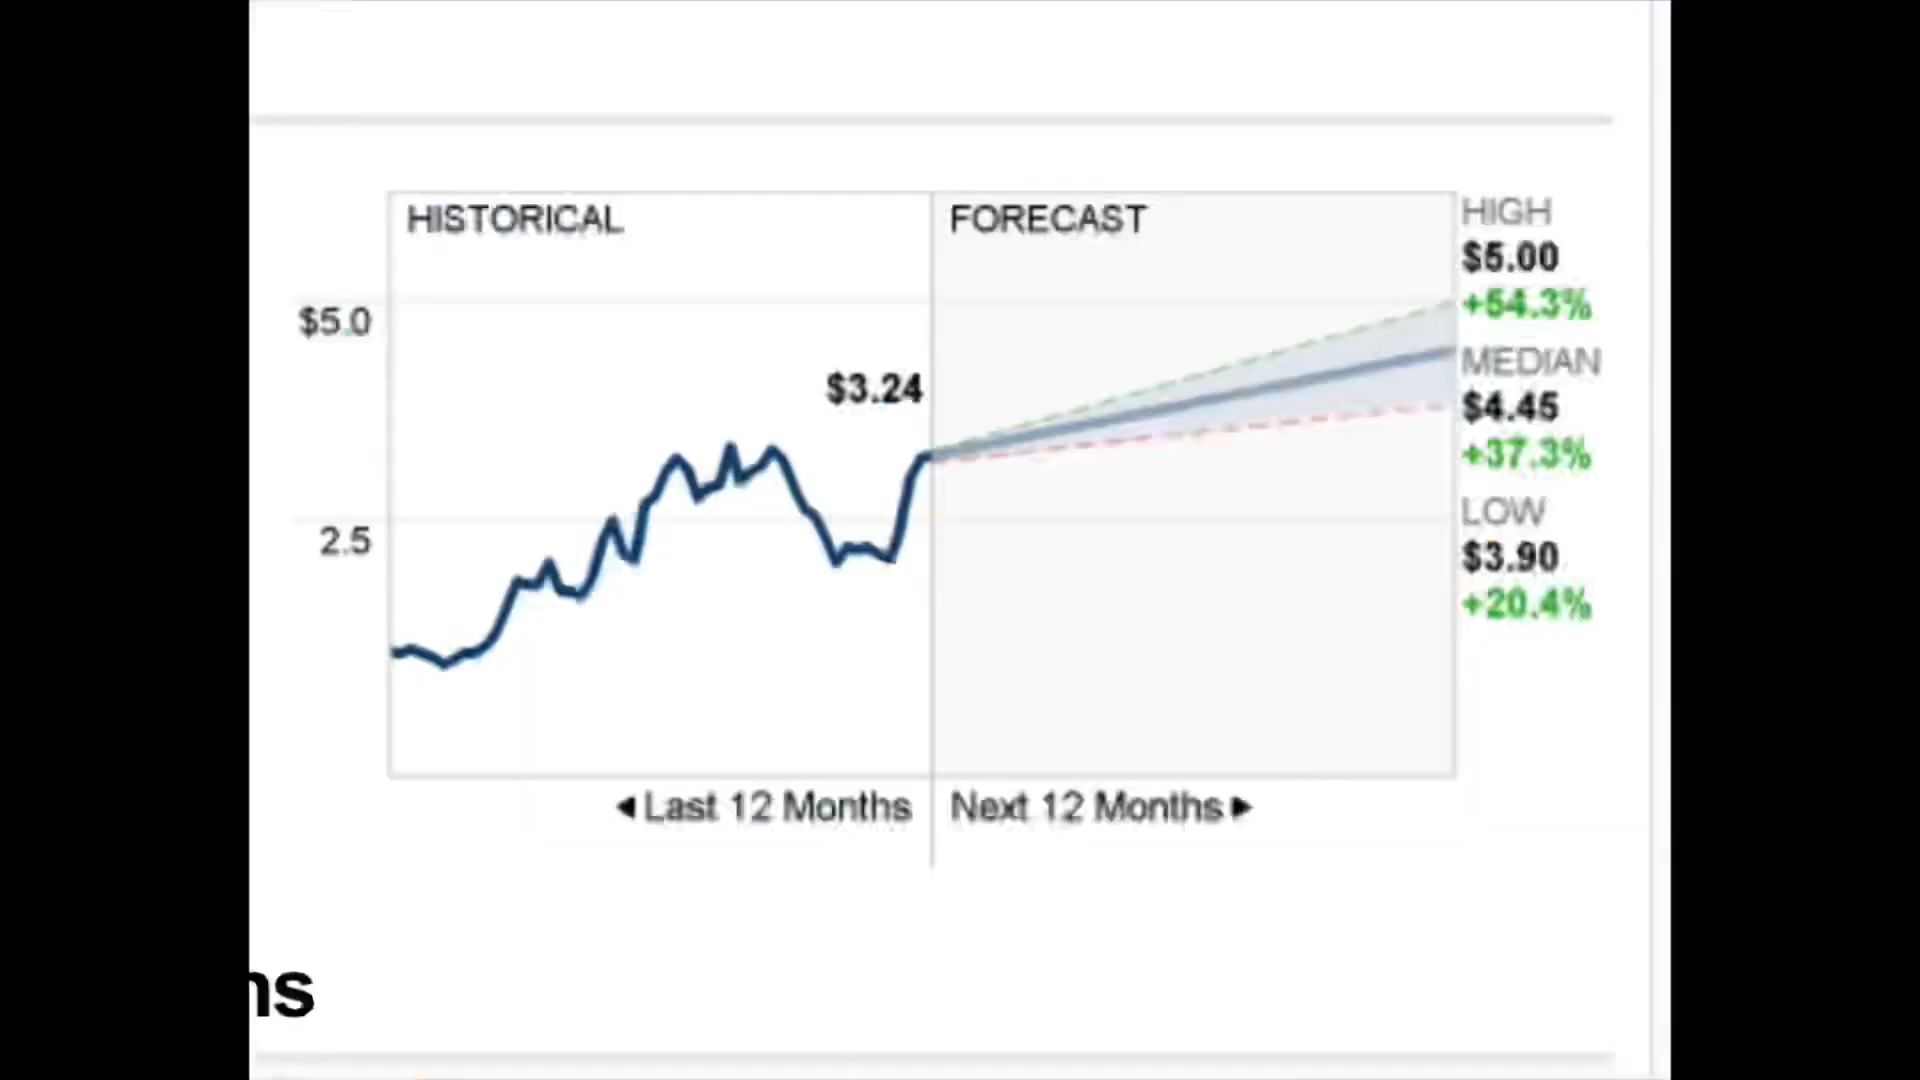 HISTORICAL
FORECAST
HIGH
$5.00
+54.3%
MEDIAN
$4.45
+37.3%
LOW
$3.90
+20.4%
$5.0
$3.24
2.5
◀ Last 12 Months
Next 12 Months ▶
ns